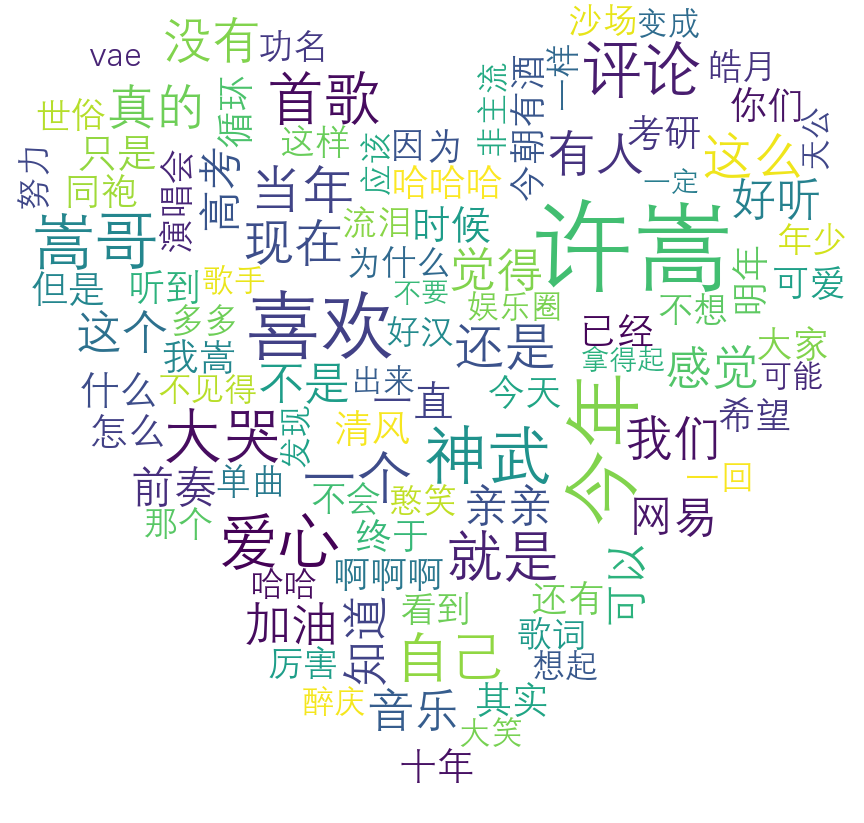 沙场
变成
vae
没有
功名
首歌
评论
皓月
一样
今朝有酒
非主流
真的
世俗
循环
你们
天公
考研
有人
这么
因为
应该
这样
只是
努力
演唱会
高考
当年
哈哈哈
一定
好听
同袍
嵩哥
现在
流泪
时候
许嵩
年少
可爱
明年
不想
但是
听到
歌手
为什么
觉得
不要
娱乐圈
喜欢
这个
多多
我嵩
好汉
还是
已经
拿得起
感觉
大家
可能
什么
不见得
不是
出来
一直
今天
今年
希望
怎么
大哭
发现
清风
神武
我们
前奏
单曲
一个
不会
憨笑
亲亲
一回
网易
那个
爱心
终于
就是
哈哈
啊啊啊
可以
加油
知道
看到
还有
歌词
厉害
自己
想起
醉庆
音乐
其实
大笑
十年